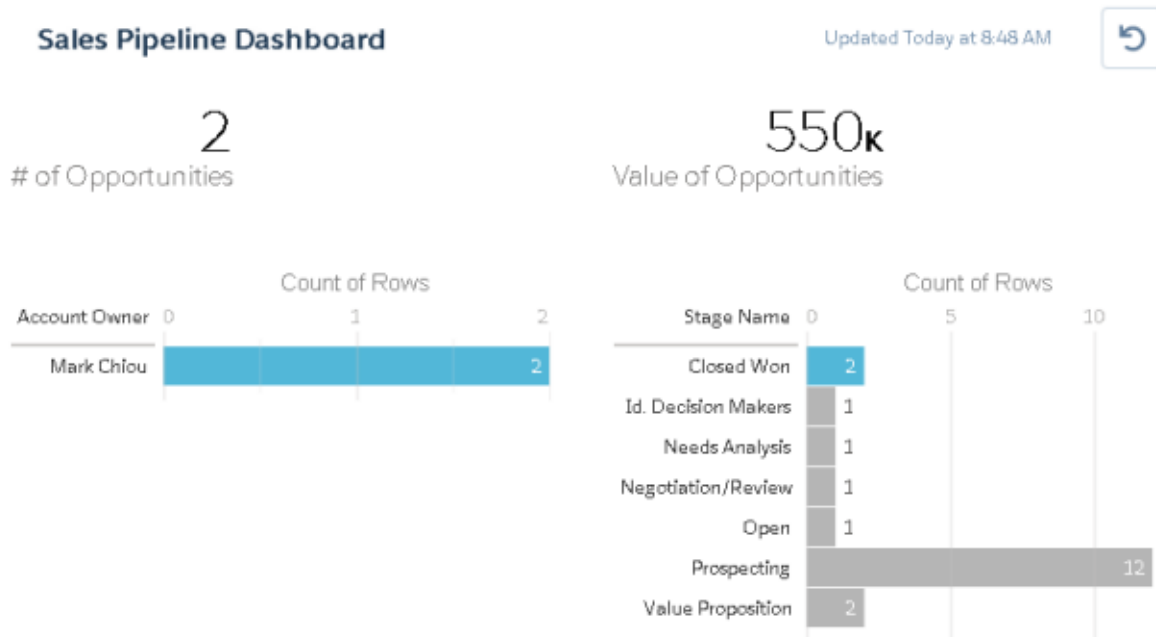 Sales Pipeline Dashboard
Updated Today at 8:48 AM
2
# of Opportunities
550K
Value of Opportunities
Count of Rows
Account Owner 0 1 2
Mark Chiou 2
Count of Rows
Stage Name 0 5 10
Closed Won 2
Id. Decision Makers 1
Needs Analysis 1
Negotiation/Review 1
Open 1
Prospecting 12
Value Proposition 2